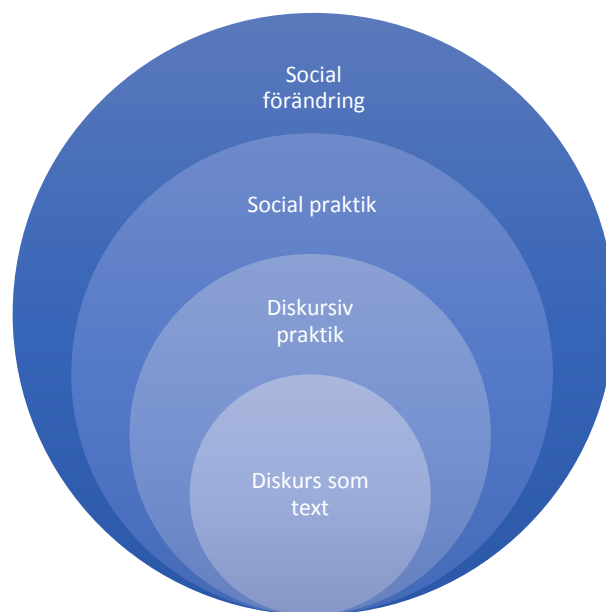 Social
förändring
Social praktik
Diskursiv
praktik
Diskurs som
text